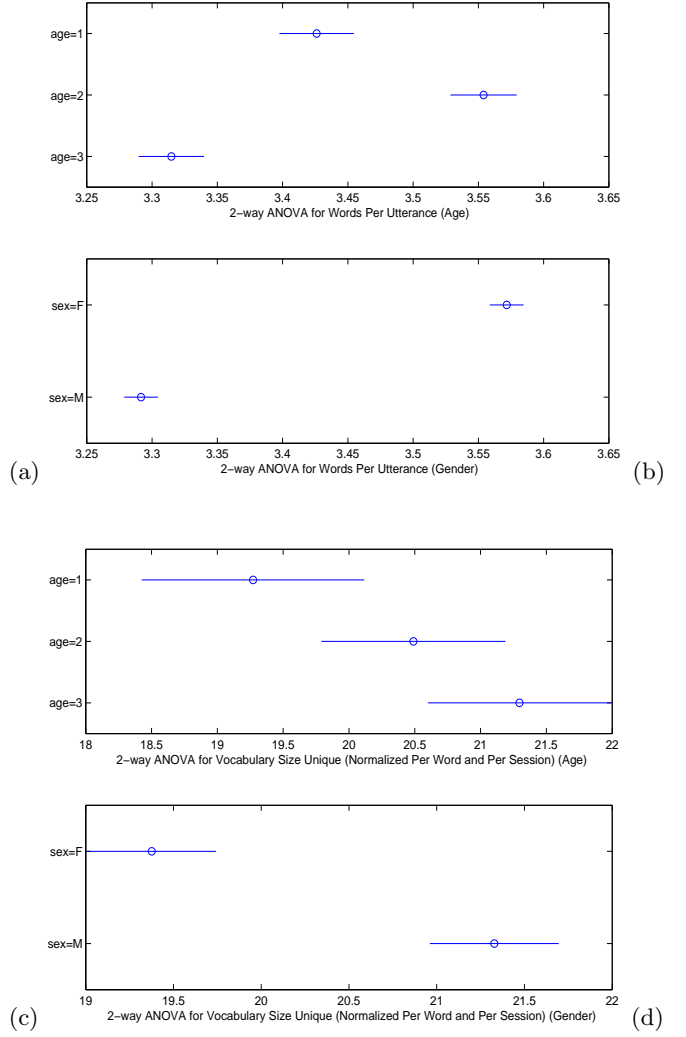 age=1
age=2
age=3
3.25 3.3 3.35 3.4 3.45 3.5 3.55 3.6 3.65
2−way ANOVA for Words Per Utterance (Age)
sex=F
sex=M
3.25 3.3 3.35 3.4 3.45 3.5 3.55 3.6 3.65
(a) 2−way ANOVA for Words Per Utterance (Gender) (b)
age=1
age=2
age=3
18 18.5 19 19.5 20 20.5 21 21.5 22
2−way ANOVA for Vocabulary Size Unique (Normalized Per Word and Per Session) (Age)
sex=F
sex=M
19 19.5 20 20.5 21 21.5 22
(c) 2−way ANOVA for Vocabulary Size Unique (Normalized Per Word and Per Session) (Gender) (d)